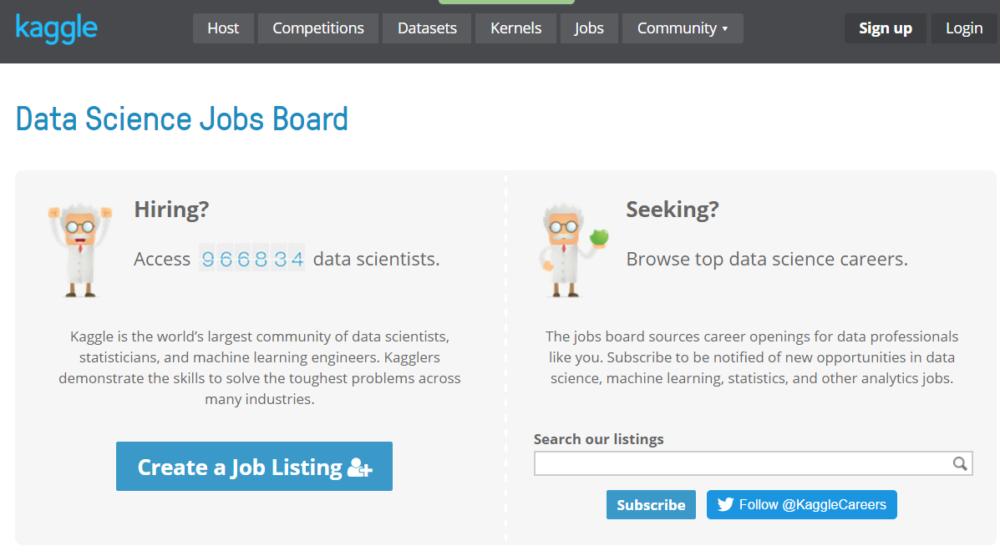 kaggle
Host
Competitions
Datasets
Kernels
Jobs
Community ▾
Sign up
Login
Data Science Jobs Board
Hiring?
Access 966834 data scientists.
Kaggle is the world’s largest community of data scientists,
statisticians, and machine learning engineers. Kagglers
demonstrate the skills to solve the toughest problems across
many industries.
Create a Job Listing
Seeking?
Browse top data science careers.
The jobs board sources career openings for data professionals
like you. Subscribe to be notified of new opportunities in data
science, machine learning, statistics, and other analytics jobs.
Search our listings
Subscribe
Follow @KaggleCareers